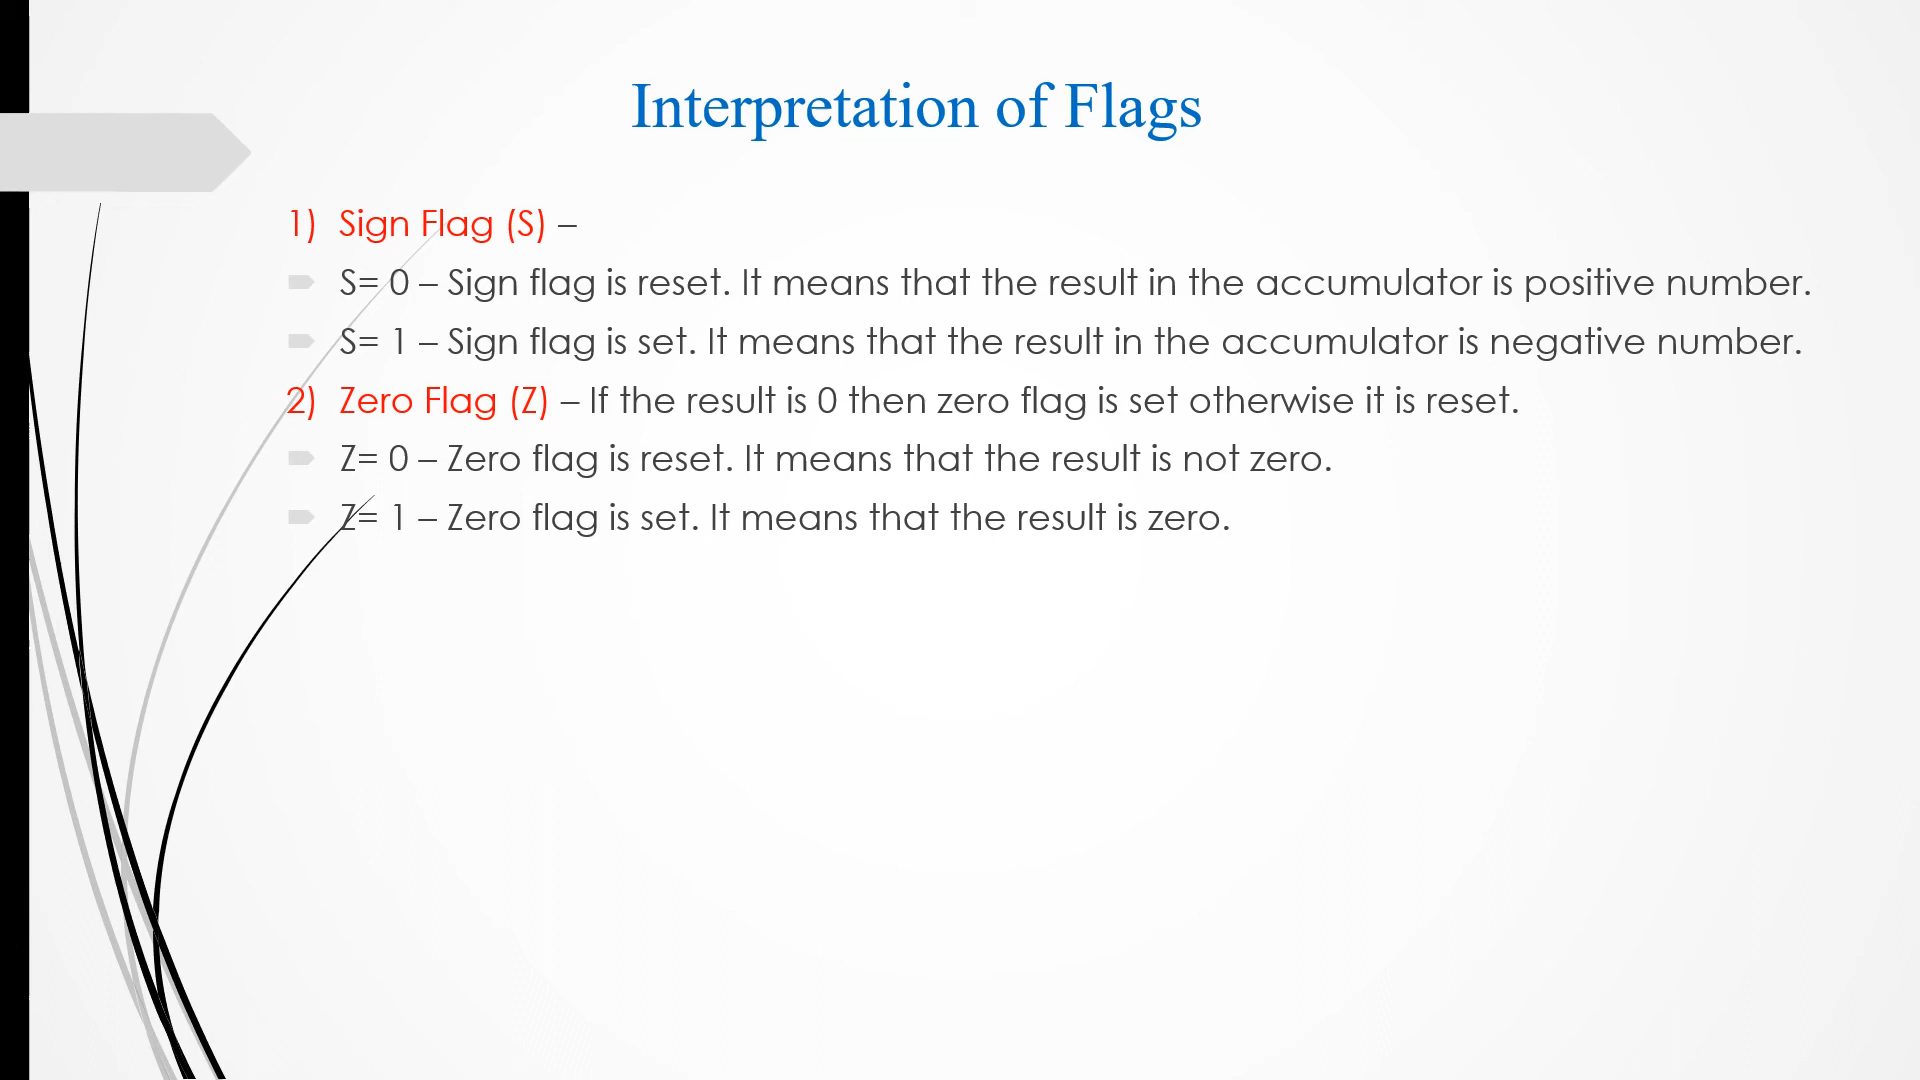 Interpretation of Flags
1) Sign Flag (S) –
S= 0 – Sign flag is reset. It means that the result in the accumulator is positive number.
S= 1 – Sign flag is set. It means that the result in the accumulator is negative number.
2) Zero Flag (Z) – If the result is 0 then zero flag is set otherwise it is reset.
Z= 0 – Zero flag is reset. It means that the result is not zero.
Z= 1 – Zero flag is set. It means that the result is zero.